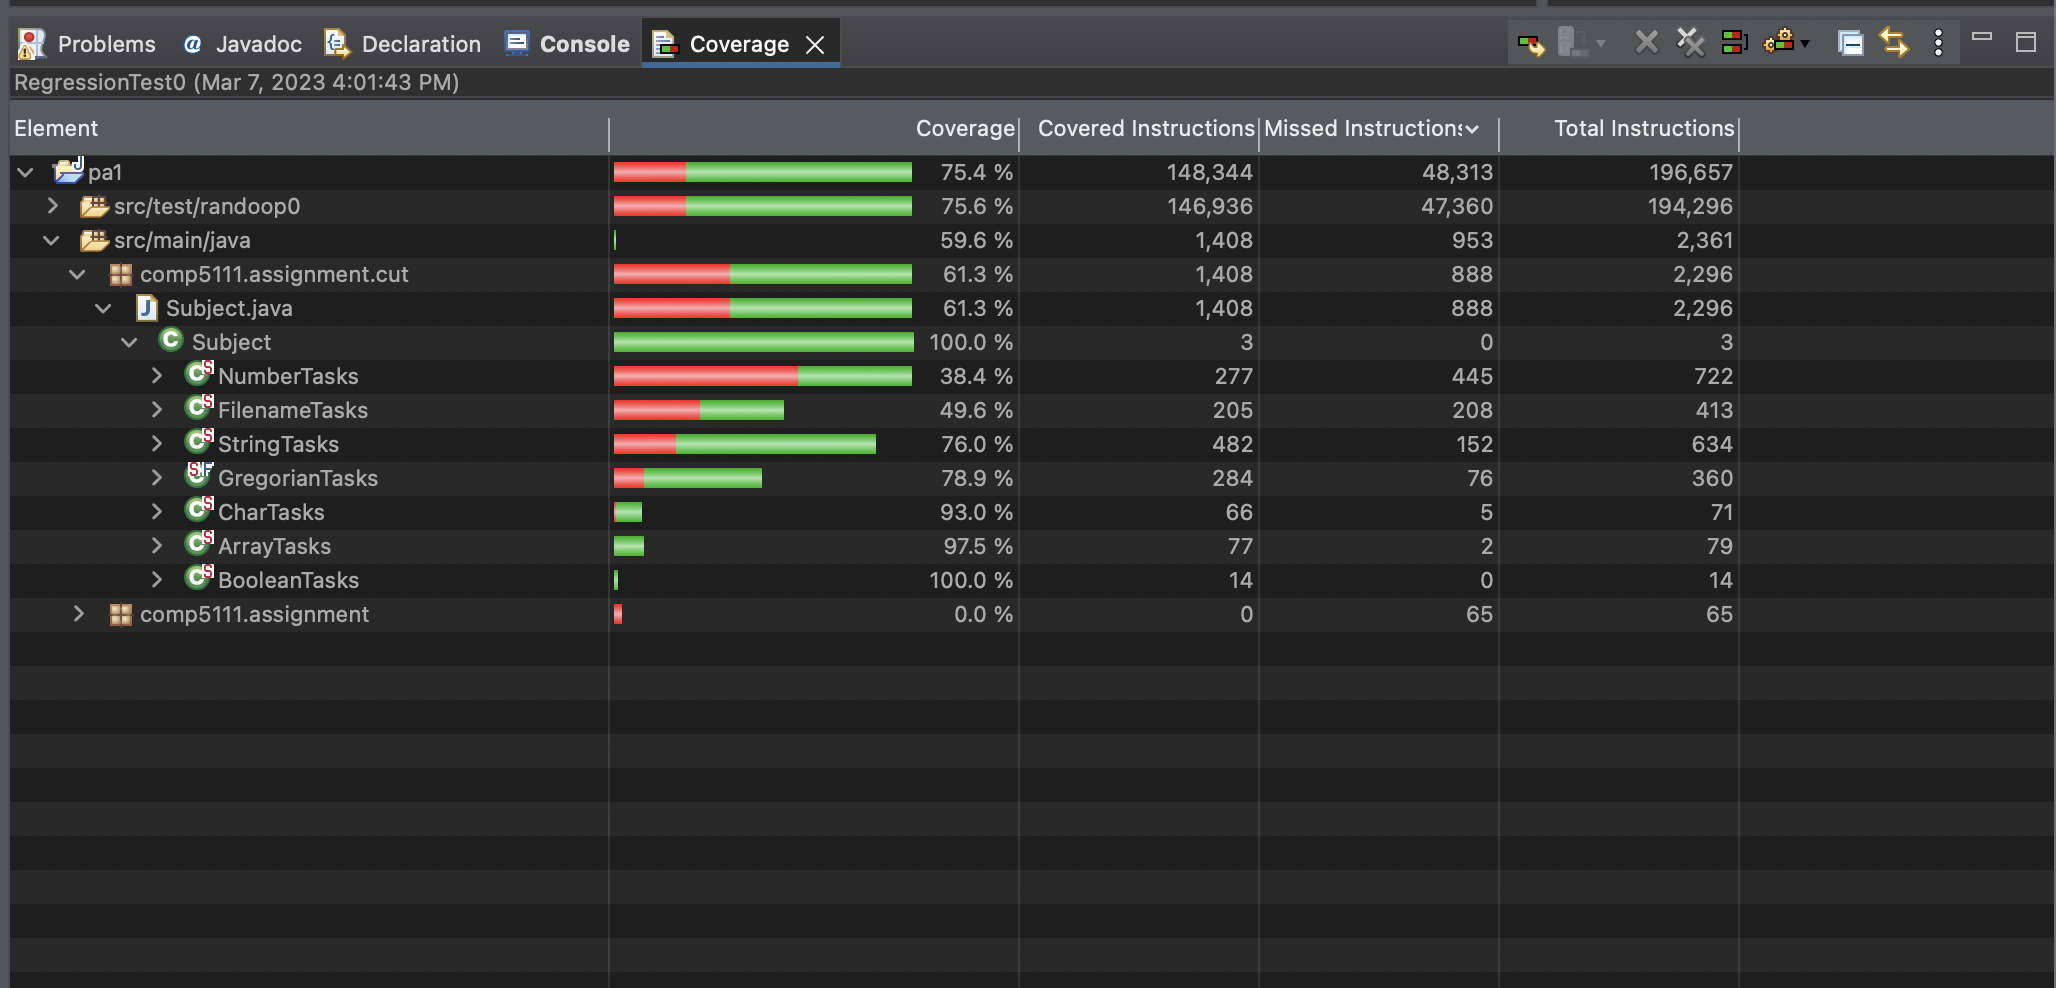 Problems @ Javadoc Declaration Console Coverage
RegressionTest0 (Mar 7, 2023 4:01:43 PM)
Element Coverage Covered Instructions Missed Instructions Total Instructions
pa1 75.4 % 148,344 48,313 196,657
src/test/randoop0 75.6 % 146,936 47,360 194,296
src/main/java 59.6 % 1,408 953 2,361
comp5111.assignment.cut 61.3 % 1,408 888 2,296
Subject.java 61.3 % 1,408 888 2,296
Subject 100.0 % 3 0 3
NumberTasks 38.4 % 277 445 722
FilenameTasks 49.6 % 205 208 413
StringTasks 76.0 % 482 152 634
GregorianTasks 78.9 % 284 76 360
CharTasks 93.0 % 66 5 71
ArrayTasks 97.5 % 77 2 79
BooleanTasks 100.0 % 14 0 14
comp5111.assignment 0.0 % 0 65 65